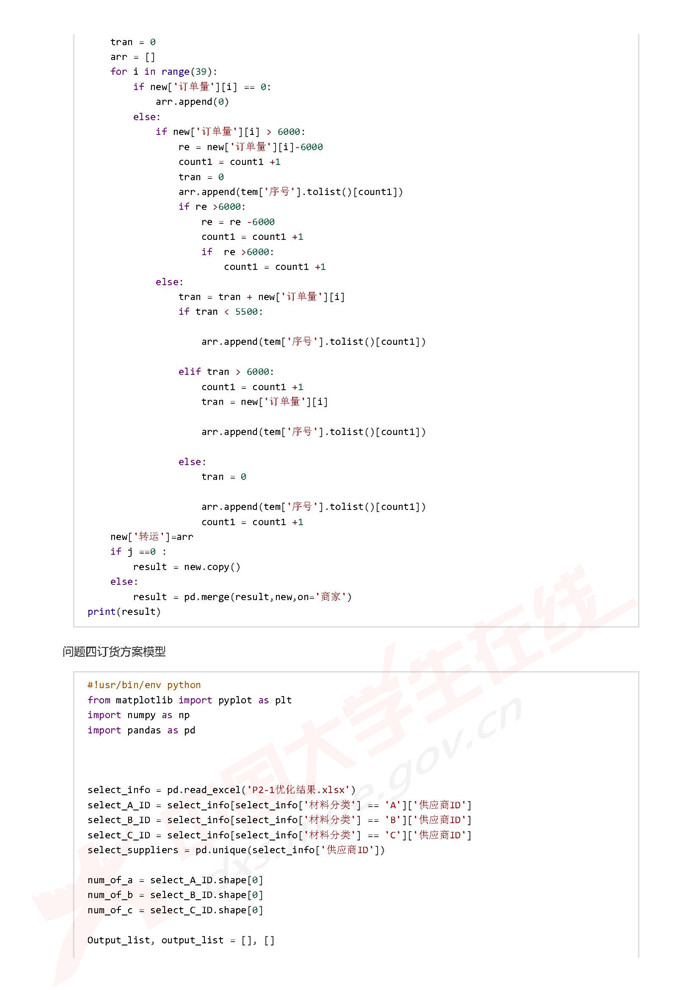 tran = 0
arr = []
for i in range(39):
if new['订单量'][i] == 0:
arr.append(0)
else:
if new['订单量'][i] > 6000:
re = new['订单量'][i]-6000
count1 = count1 +1
tran = 0
arr.append(tem['序号'].tolist()[count1])
if re >6000:
re = re -6000
count1 = count1 +1
if  re >6000:
count1 = count1 +1
else:
tran = tran + new['订单量'][i]
if tran < 5500:
arr.append(tem['序号'].tolist()[count1])
elif tran > 6000:
count1 = count1 +1
tran = new['订单量'][i]
arr.append(tem['序号'].tolist()[count1])
else:
tran = 0
arr.append(tem['序号'].tolist()[count1])
count1 = count1 +1
new['转运']=arr
if j ==0 :
result = new.copy()
else:
result = pd.merge(result,new,on='商家')
print(result)
问题四订货方案模型
#!usr/bin/env python
from matplotlib import pyplot as plt
import numpy as np
import pandas as pd
select_info = pd.read_excel('P2-1优化结果.xlsx')
select_A_ID = select_info[select_info['材料分类'] == 'A']['供应商ID']
select_B_ID = select_info[select_info['材料分类'] == 'B']['供应商ID']
select_C_ID = select_info[select_info['材料分类'] == 'C']['供应商ID']
select_suppliers = pd.unique(select_info['供应商ID'])
num_of_a = select_A_ID.shape[0]
num_of_b = select_B_ID.shape[0]
num_of_c = select_C_ID.shape[0]
Output_list, output_list = [], []
国大学生在线
.gov.cn